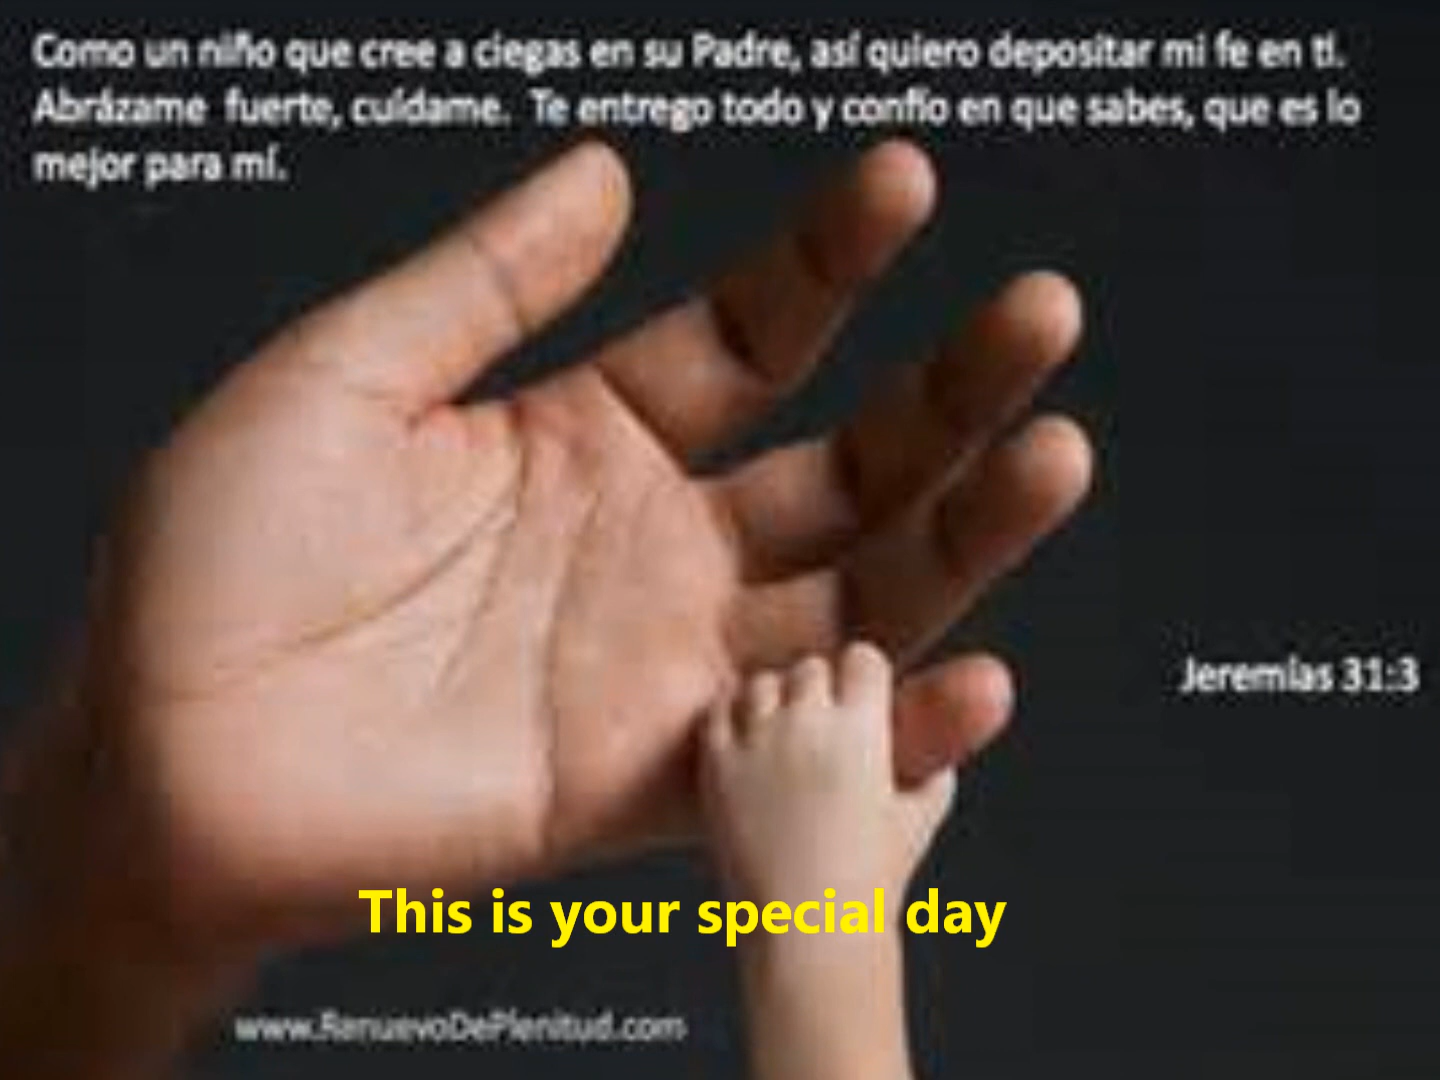 Como un niño que cree a ciegas en su Padre, así quiero depositar mi fe en ti.
Abrázame fuerte, cuídame. Te entrego todo y confío en que sabes, que es lo
mejor para mí.
Jeremías 31:3
This is your special day
www.RenuevoDePlenitud.com